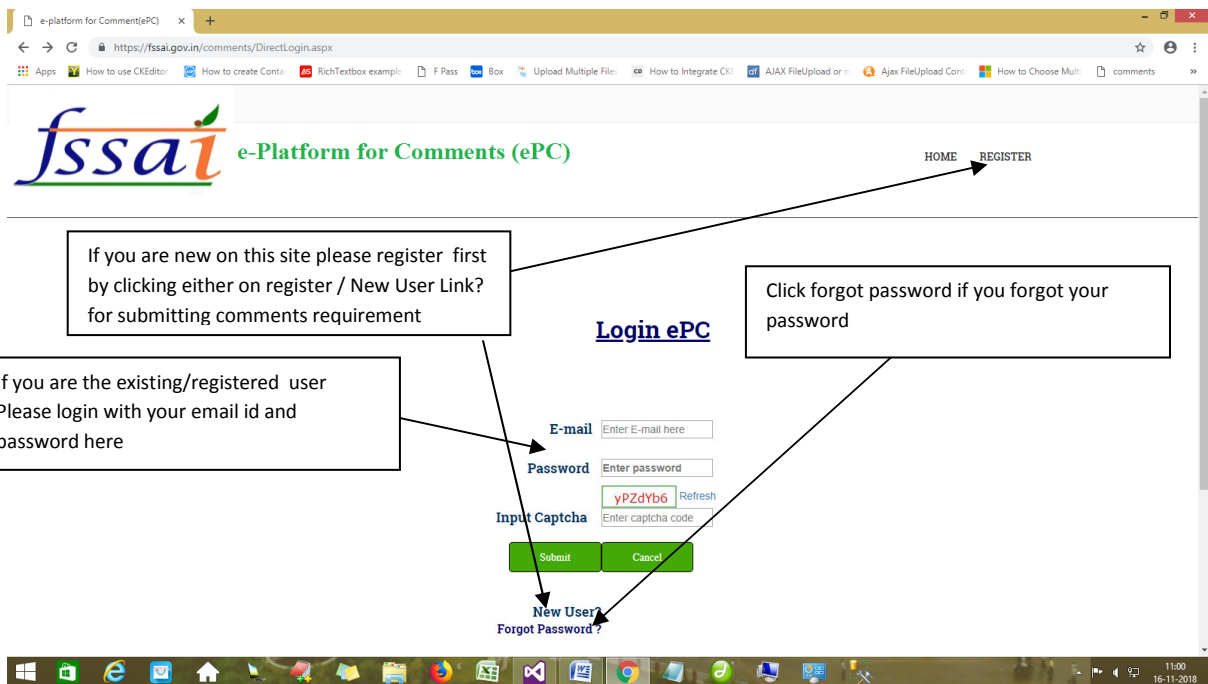 e-platform for Comment(ePC)
https://fssai.gov.in/comments/DirectLogin.aspx
Apps How to use CKEditor How to create Contac RichTextbox example F Pass Box Upload Multiple Files How to Integrate CKE AJAX FileUpload or m Ajax FileUpload Cont How to Choose Multi comments »
fssai
e-Platform for Comments (ePC)
HOME REGISTER
If you are new on this site please register first
by clicking either on register / New User Link?
for submitting comments requirement
Click forgot password if you forgot your
password
Login ePC
If you are the existing/registered user
Please login with your email id and
password here
E-mail Enter E-mail here
Password Enter password
yPZdYb6 Refresh
Input Captcha Enter captcha code
Submit Cancel
New User?
Forgot Password ?
11:00
16-11-2018